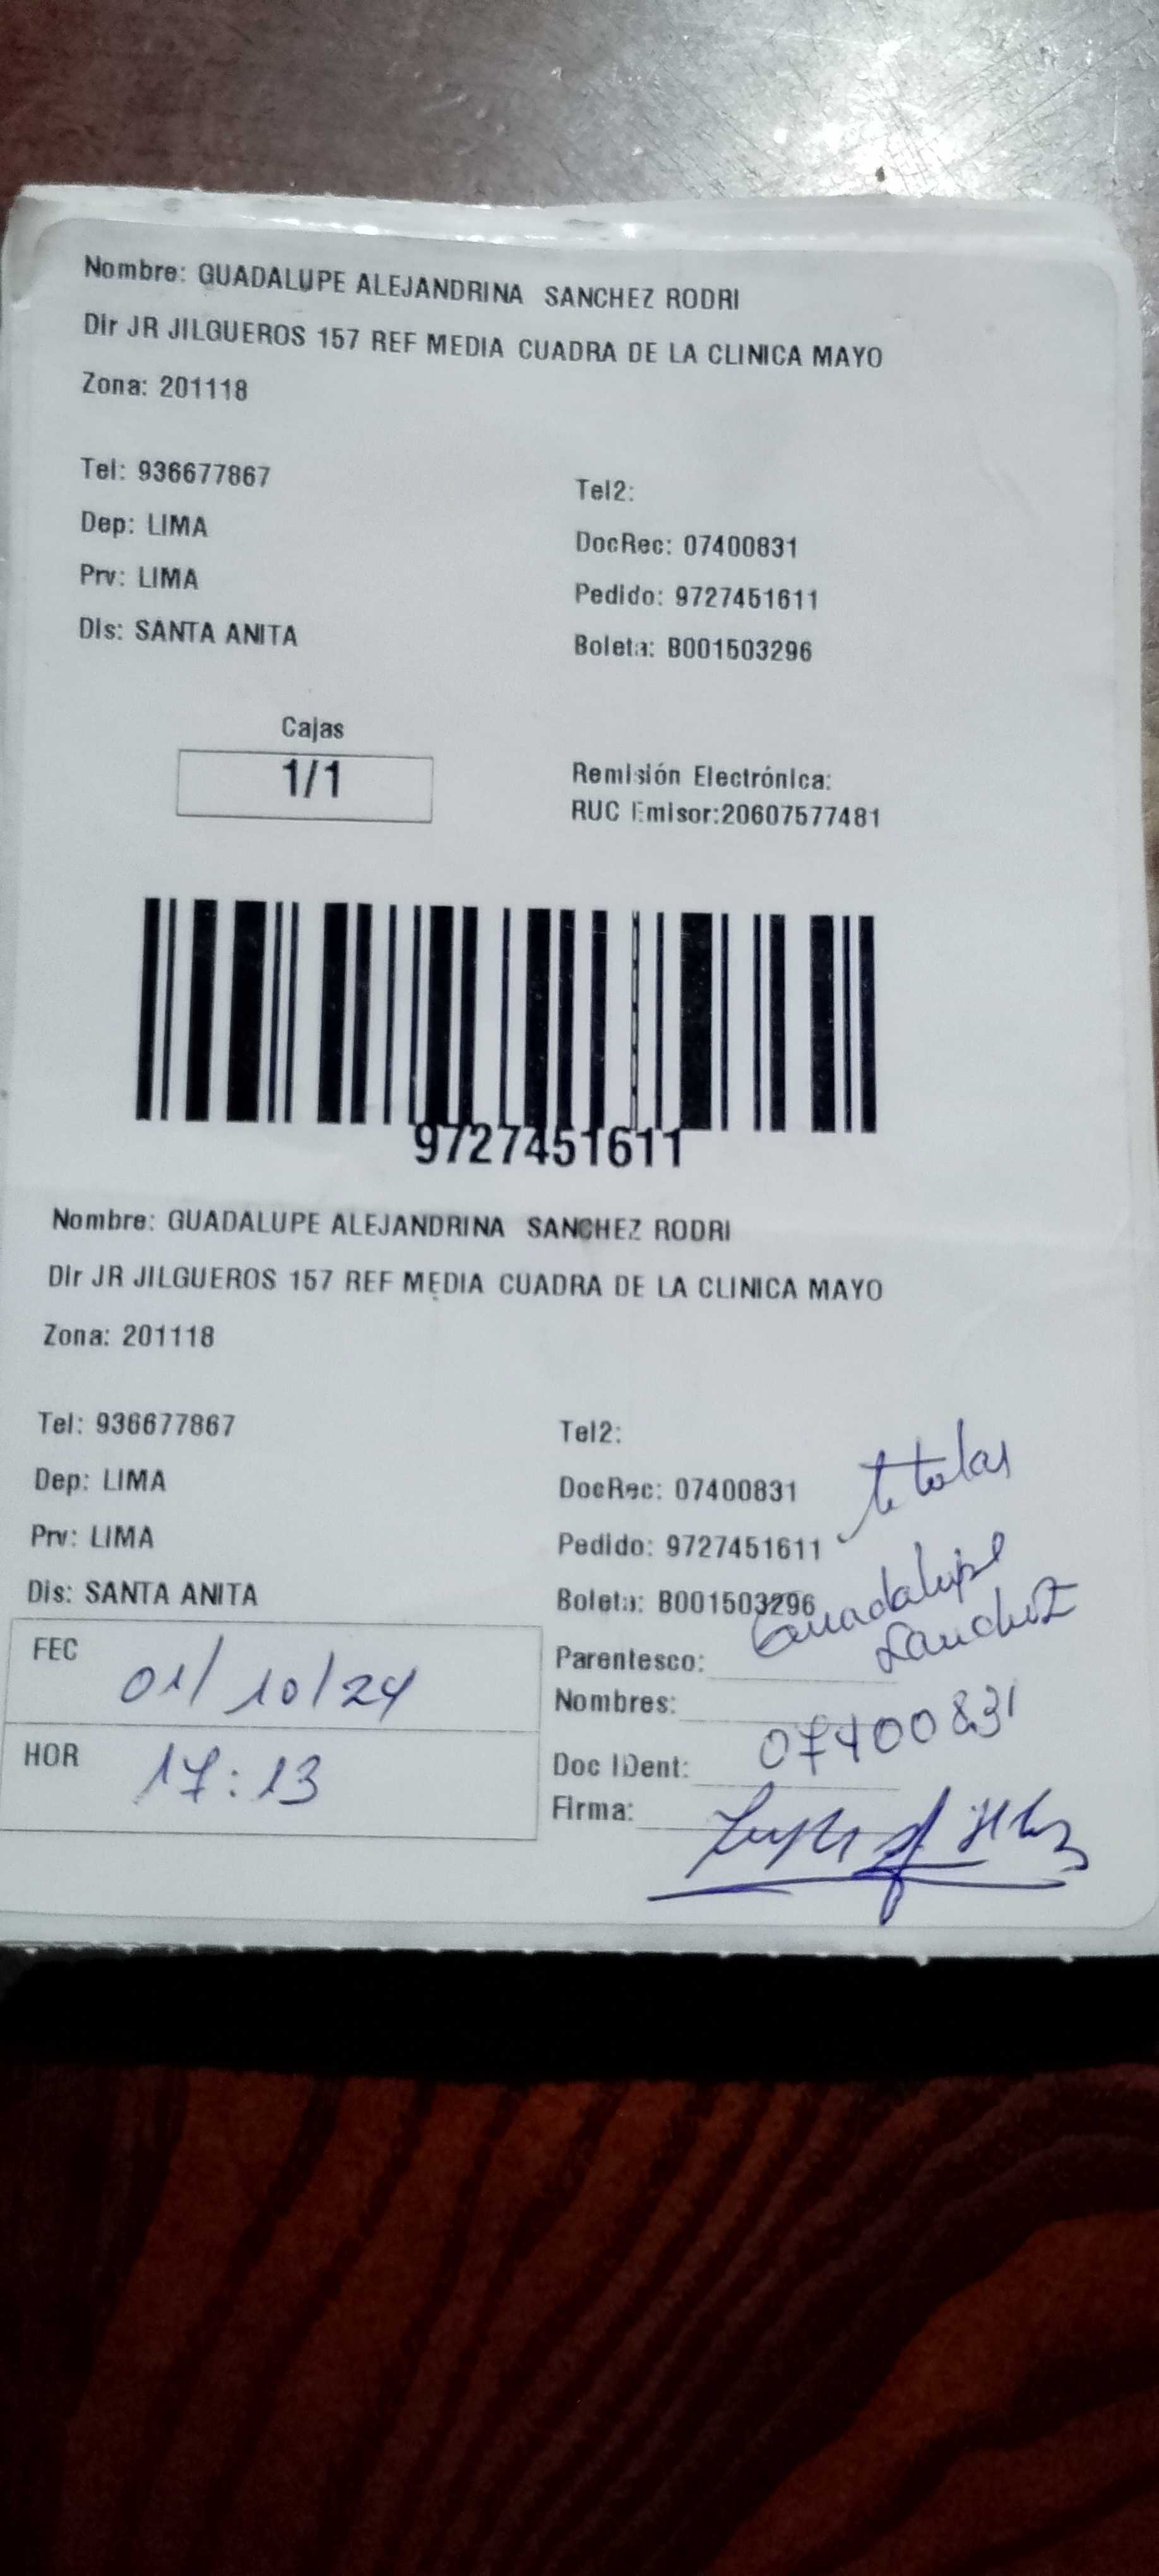 Nombre: GUADALUPE ALEJANDRINA SANCHEZ RODRI
Dir JR JILGUEROS 157 REF MEDIA CUADRA DE LA CLINICA MAYO
Zona: 201118
Tel: 936677867
Tel2:
Dep: LIMA
DocRec: 07400831
Prv: LIMA
Pedido: 9727451611
Dis: SANTA ANITA
Boleta: B001503296
Cajas
1/1
Remisión Electrónica:
RUC Emisor:20607577481
9727451611
Nombre: GUADALUPE ALEJANDRINA SANCHEZ RODRI
Dir JR JILGUEROS 157 REF MEDIA CUADRA DE LA CLINICA MAYO
Zona: 201118
Tel: 936677867
Tel2:
Dep: LIMA
DocRec: 07400831
titular
Prv: LIMA
Pedido: 9727451611
Dis: SANTA ANITA
Boleta: B001503296
Guadalupe
Sanchez
FEC 01/10/24
Parentesco:
Nombres:
HOR 17:13
Doc IDent: 07400831
Firma: